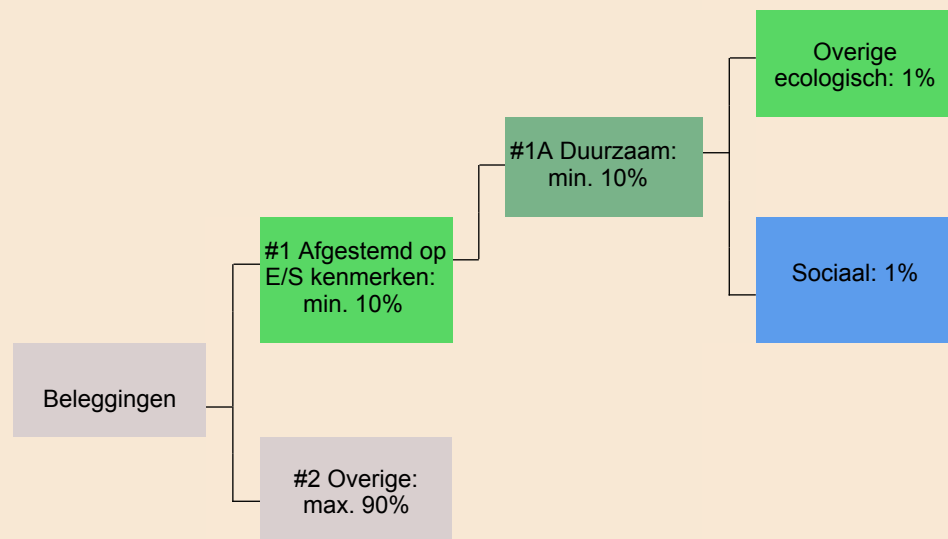 Beleggingen
#1 Afgestemd op
E/S kenmerken:
min. 10%
#2 Overige:
max. 90%
#1A Duurzaam:
min. 10%
Overige
ecologisch: 1%
Sociaal: 1%